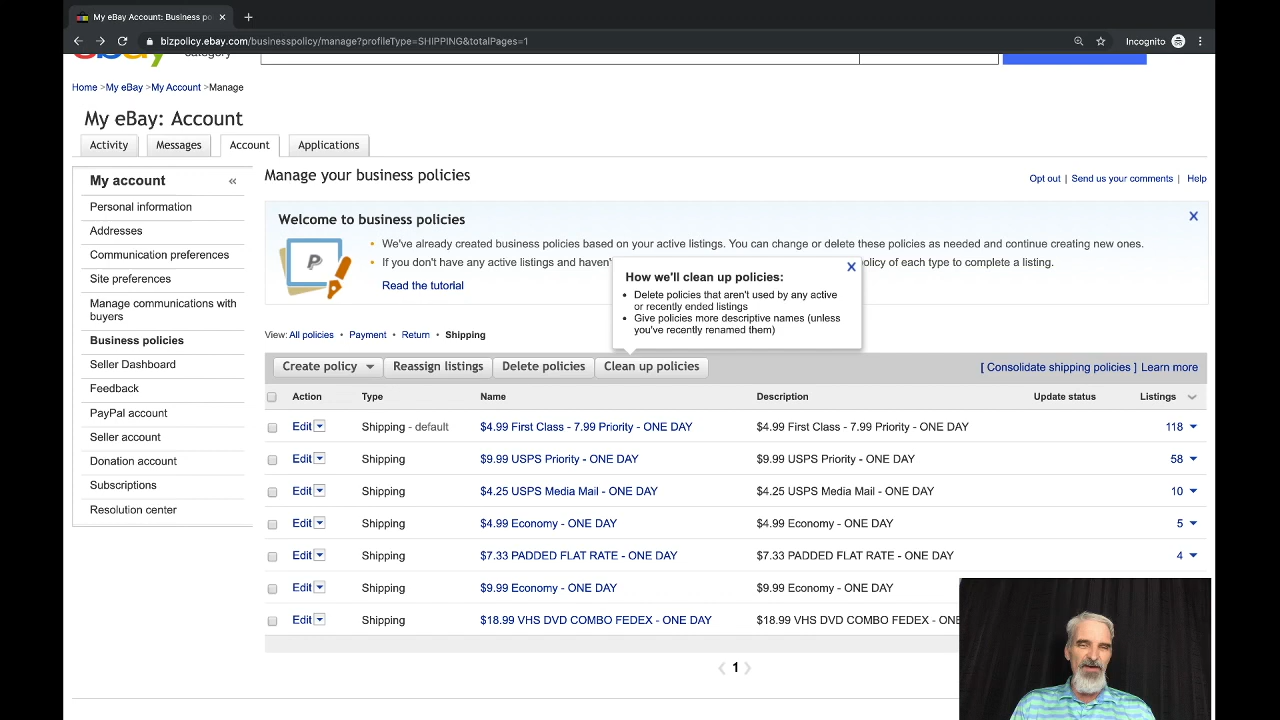 My eBay Account: Business po
bizpolicy.ebay.com/businesspolicy/manage?profileType=SHIPPING&totalPages=1
Incognito
ebay
category
Home >My eBay >My Account >Manage
My eBay: Account
Activity
Messages
Account
Applications
My account
Personal information
Addresses
Communication preferences
Site preferences
Manage communications with
buyers
Business policies
Seller Dashboard
Feedback
PayPal account
Seller account
Donation account
Subscriptions
Resolution center
Manage your business policies
Opt out | Send us your comments | Help
Welcome to business policies
• We've already created business policies based on your active listings. You can change or delete these policies as needed and continue creating new ones.
• If you don't have any active listings and haven' olicy of each type to complete a listing.
Read the tutorial
How we'll clean up policies:
• Delete policies that aren't used by any active
or recently ended listings
• Give policies more descriptive names (unless
you've recently renamed them)
View: All policies • Payment • Return • Shipping
Create policy
Reassign listings
Delete policies
Clean up policies
[ Consolidate shipping policies ] Learn more
Action Type Name Description Update status Listings
Edit Shipping - default $4.99 First Class - 7.99 Priority - ONE DAY $4.99 First Class - 7.99 Priority - ONE DAY 118
Edit Shipping $9.99 USPS Priority - ONE DAY $9.99 USPS Priority - ONE DAY 58
Edit Shipping $4.25 USPS Media Mail - ONE DAY $4.25 USPS Media Mail - ONE DAY 10
Edit Shipping $4.99 Economy - ONE DAY $4.99 Economy - ONE DAY 5
Edit Shipping $7.33 PADDED FLAT RATE - ONE DAY $7.33 PADDED FLAT RATE - ONE DAY 4
Edit Shipping $9.99 Economy - ONE DAY $9.99 Economy - ONE DAY
Edit Shipping $18.99 VHS DVD COMBO FEDEX - ONE DAY $18.99 VHS DVD COMBO FEDEX - ONE
1